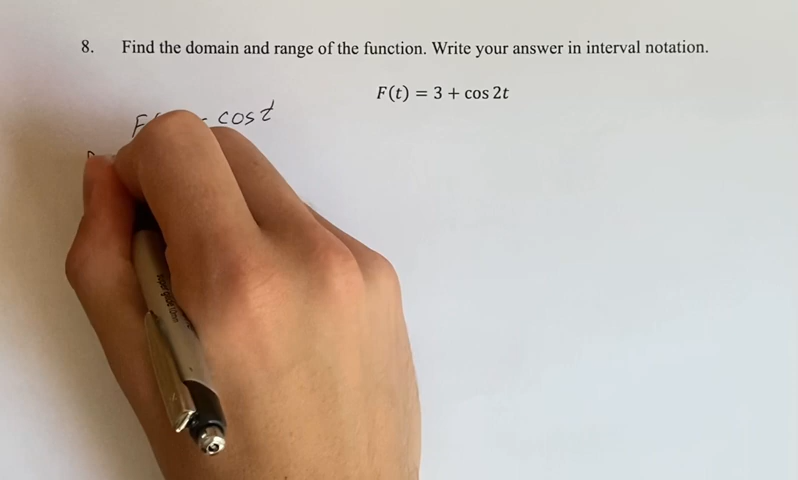 8. Find the domain and range of the function. Write your answer in interval notation.
F(t) = 3 + cos 2t
cos t